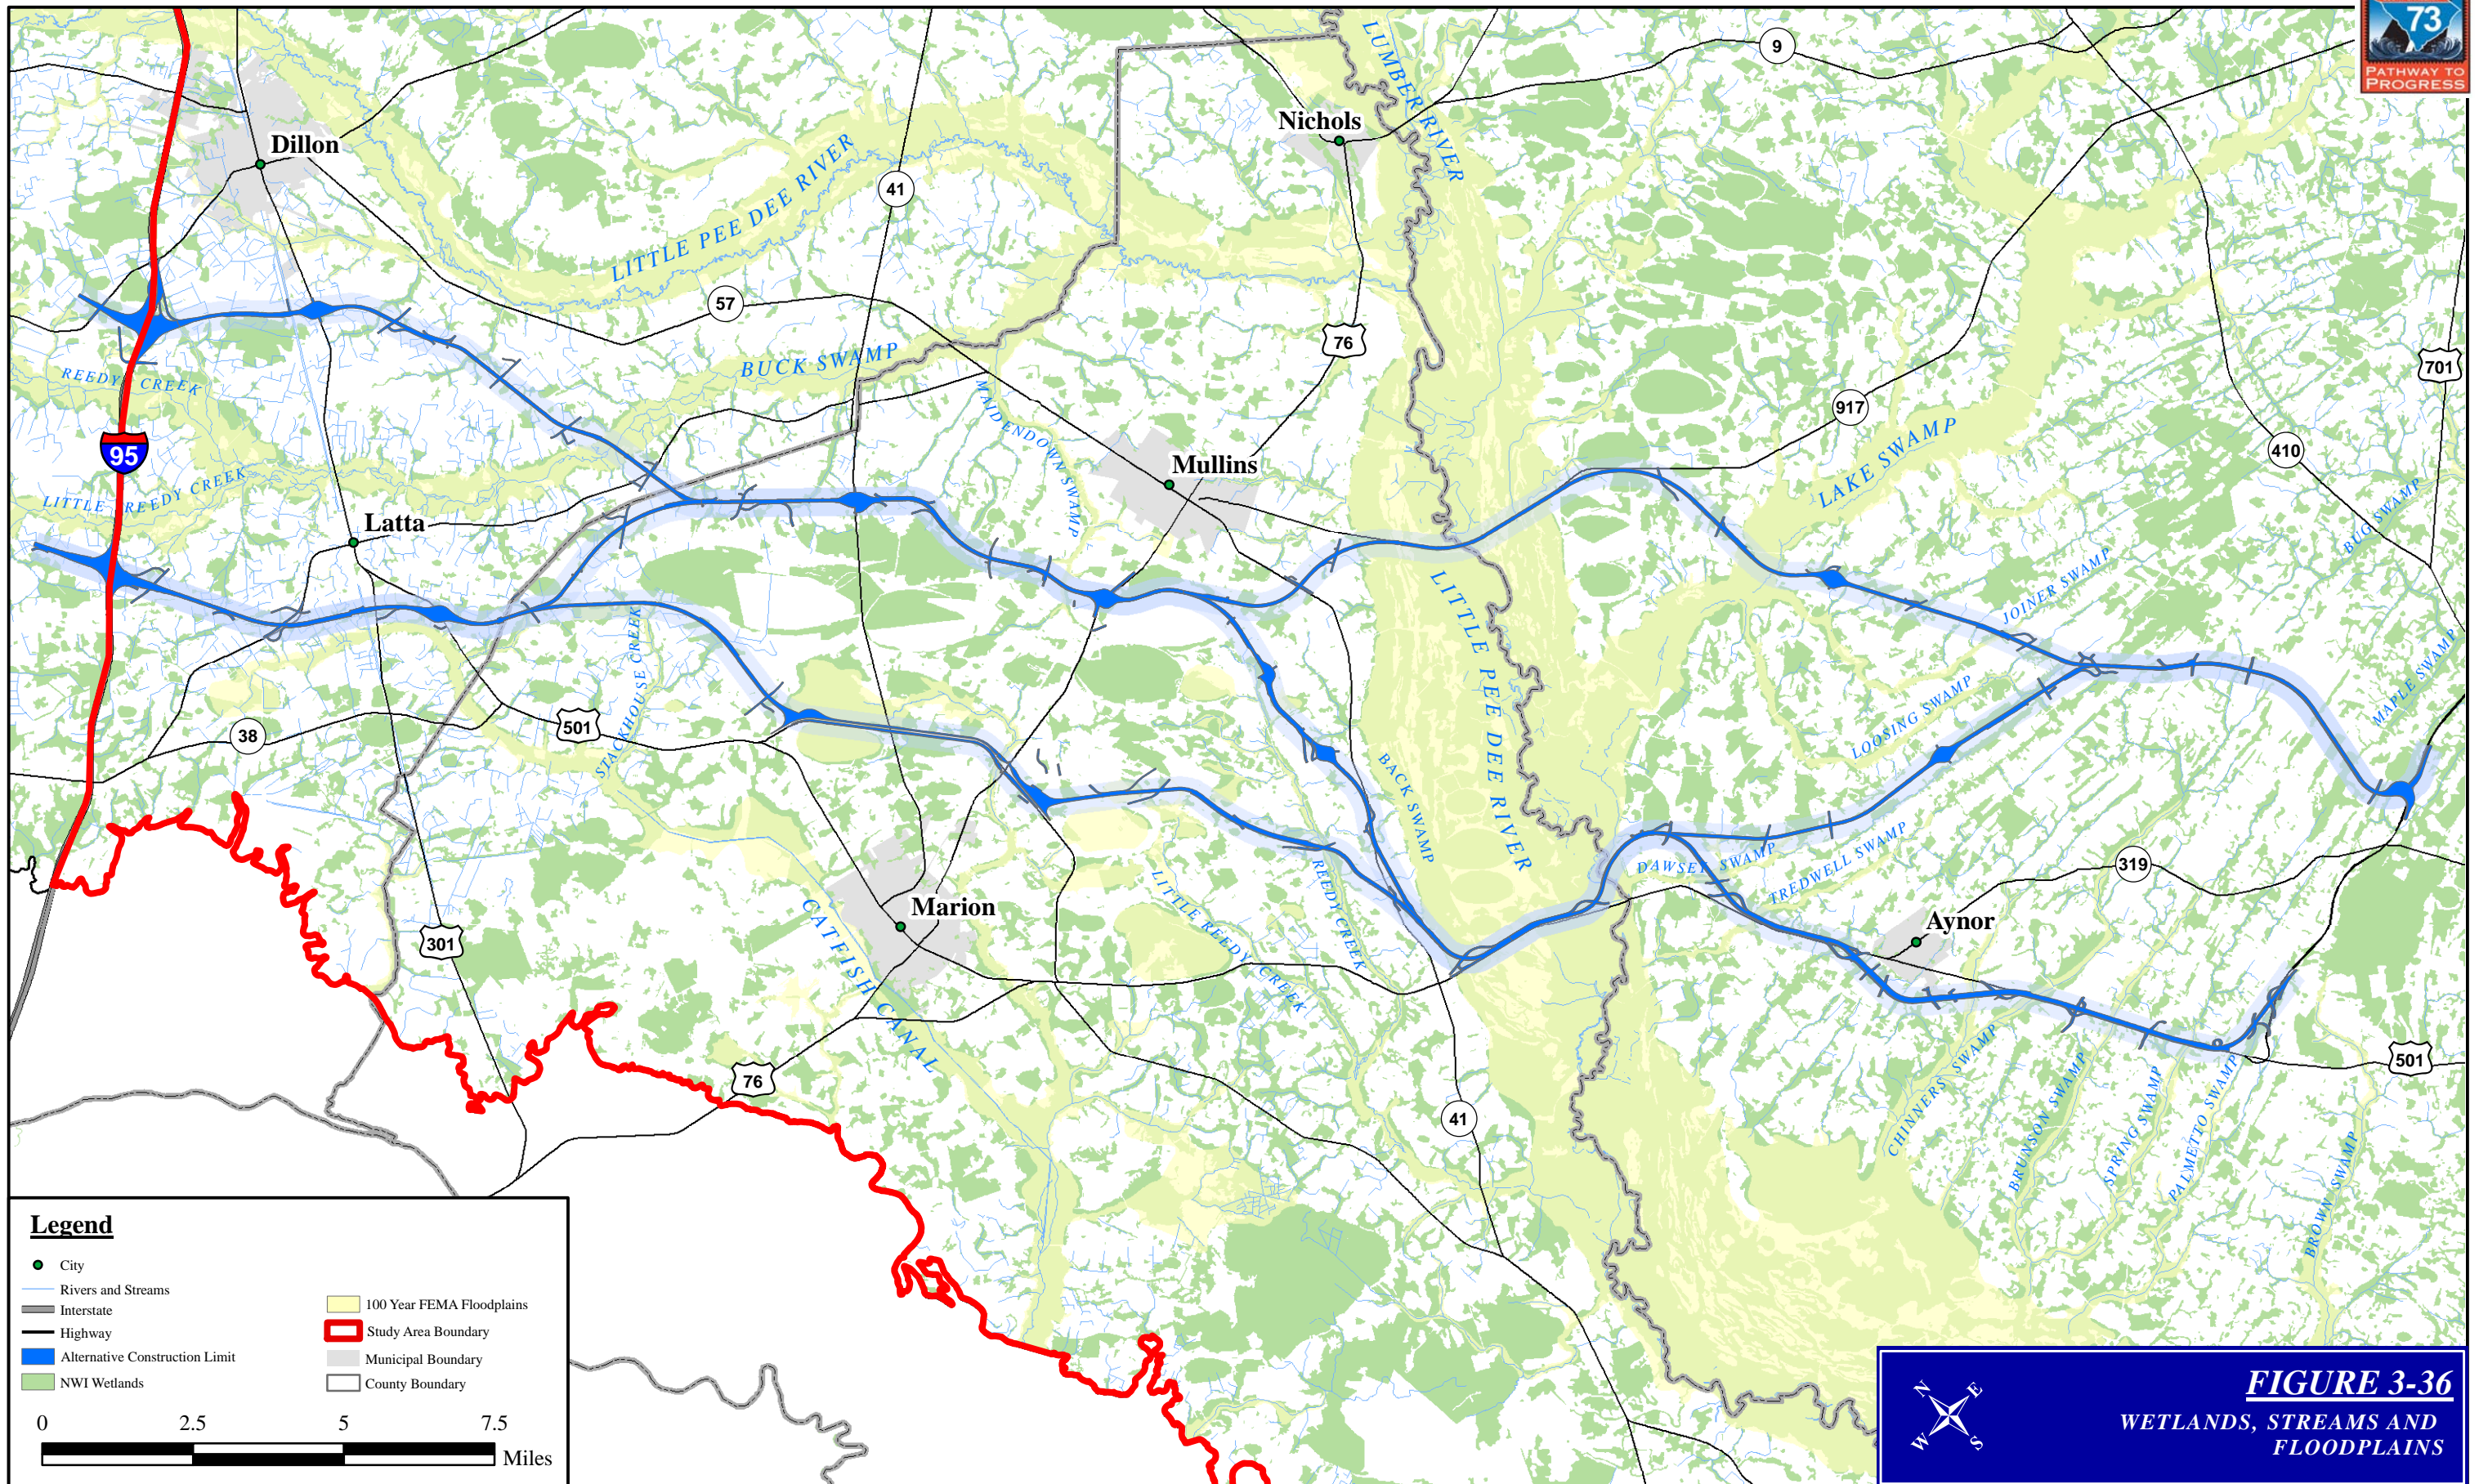 73
PATHWAY TO
PROGRESS
9
LUMBER RIVER
Nichols
Dillon
41
LITTLE PEE DEE RIVER
57
76
BUCK SWAMP
701
REEDY CREEK
MAIDENDOWN SWAMP
917
LAKE SWAMP
410
95
Mullins
LITTLE REEDY CREEK
BUG SWAMP
Latta
JOINER SWAMP
LITTLE PEE DEE RIVER
STACKHOUSE CREEK
MAPLE SWAMP
LOOSING SWAMP
501
38
BACK SWAMP
DAWSEY SWAMP
TREDWELL SWAMP
319
LITTLE REEDY CREEK
REEDY CREEK
Marion
Aynor
301
CATFISH CANAL
76
501
41
CHINNERS SWAMP
BRUNSON SWAMP
SPRING SWAMP
PALMETTO SWAMP
BROWN SWAMP
Legend
City
Rivers and Streams
Interstate
Highway
Alternative Construction Limit
NWI Wetlands
100 Year FEMA Floodplains
Study Area Boundary
Municipal Boundary
County Boundary
0 2.5 5 7.5
Miles
N E
W S
FIGURE 3-36
WETLANDS, STREAMS AND
FLOODPLAINS